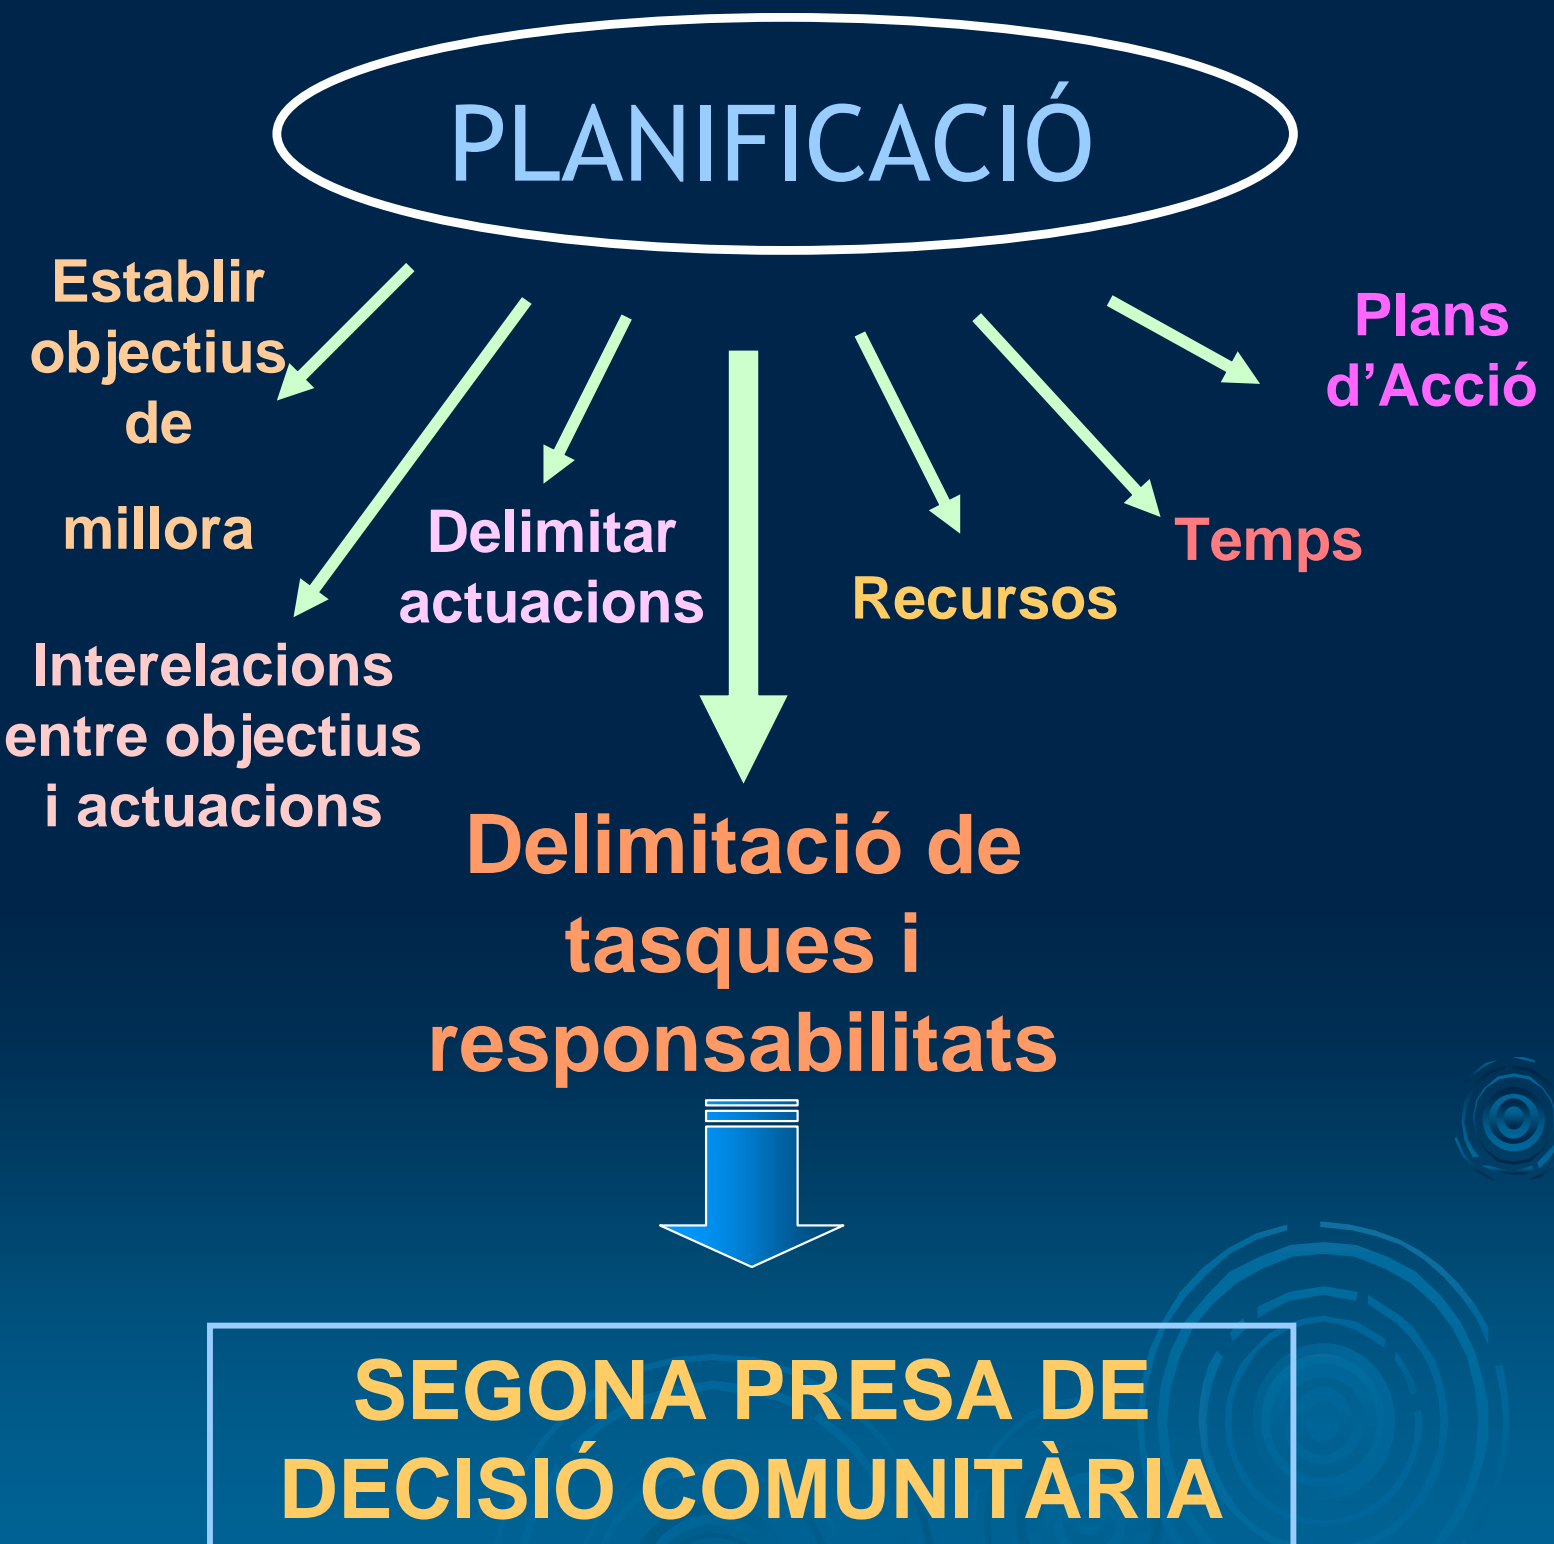 PLANIFICACIÓ
Establir
objectius
de
millora
Interelacions
entre objectius
i actuacions
Delimitar
actuacions
Delimitació de
tasques i
responsabilitats
Recursos
Temps
Plans
d’Acció
SEGONA PRESA DE
DECISIÓ COMUNITÀRIA